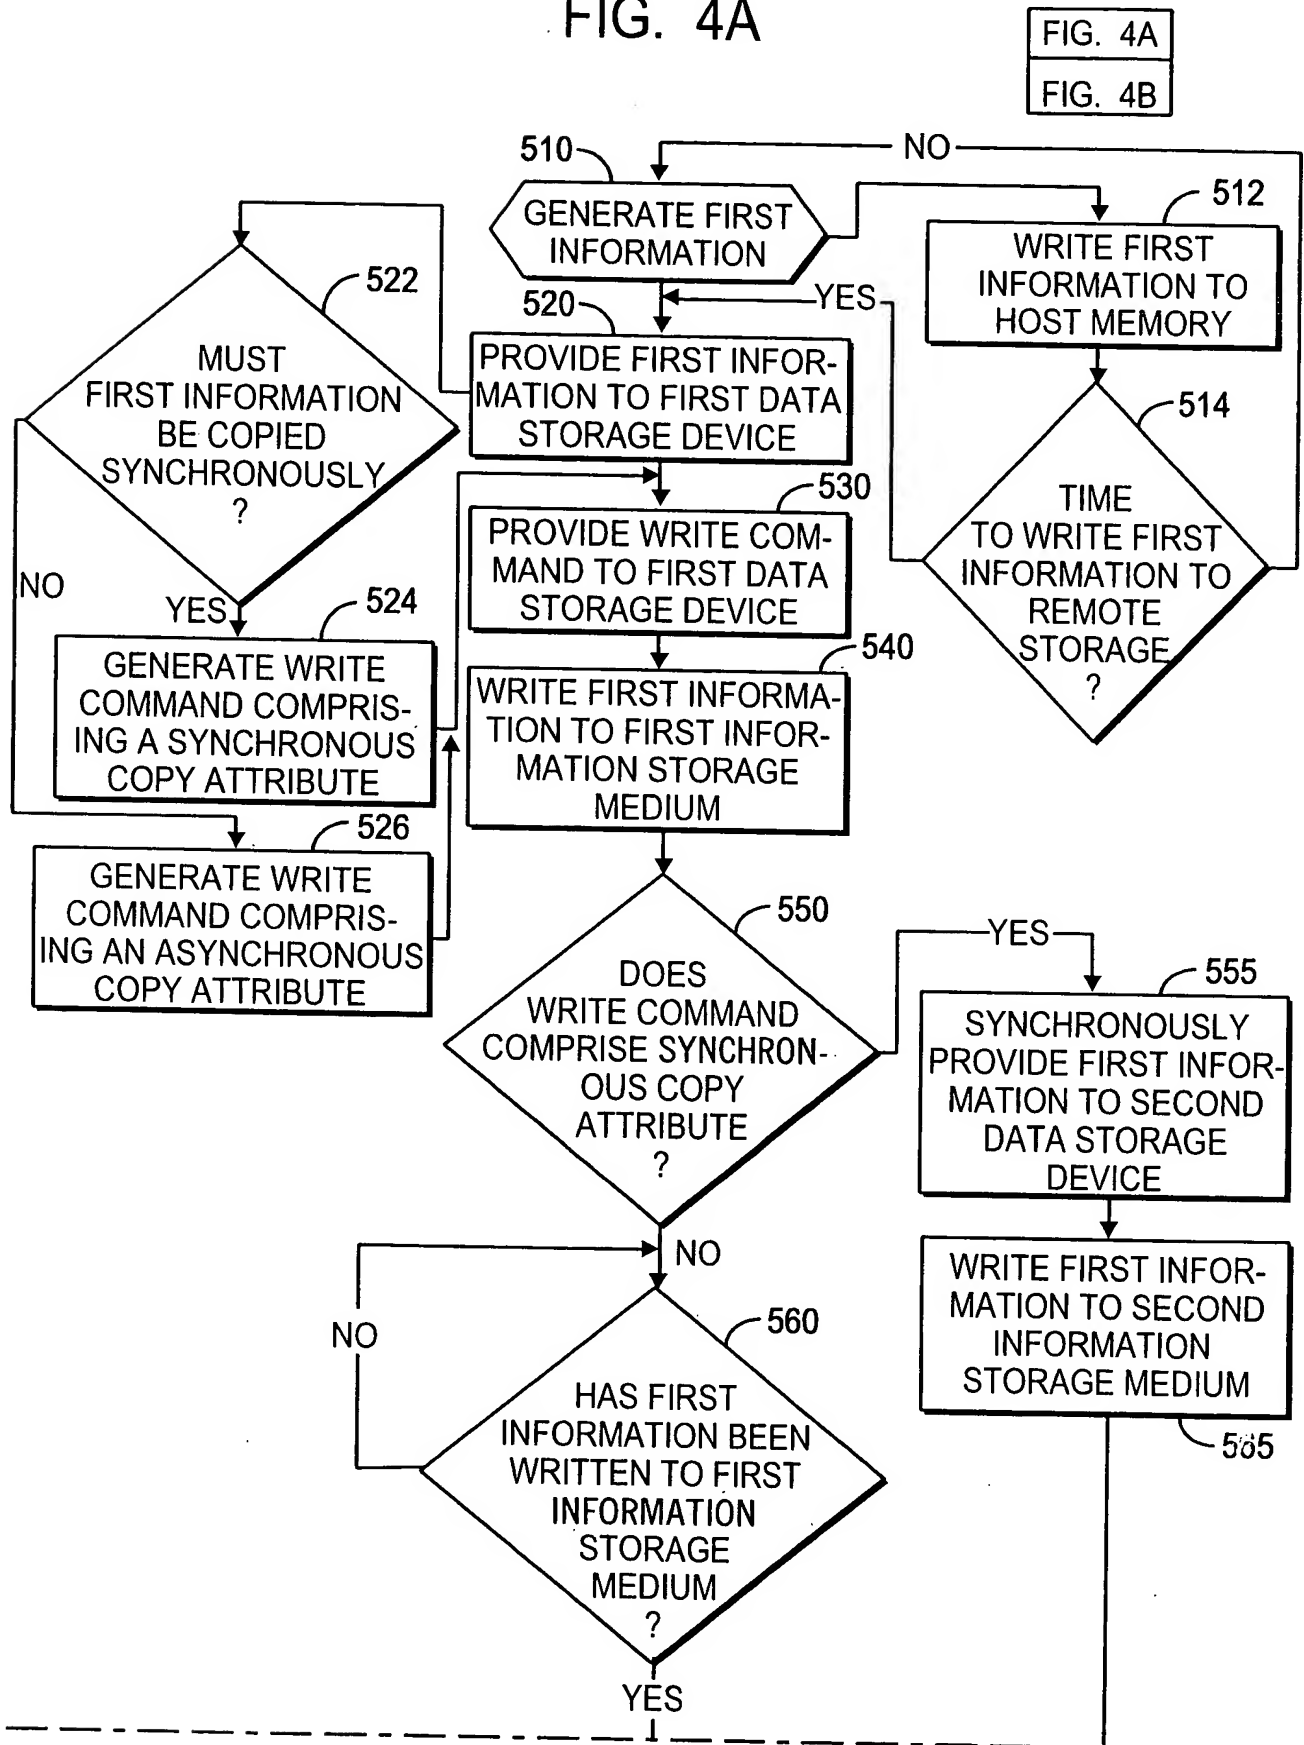 FIG. 4A
FIG. 4A
FIG. 4B
NO
510
GENERATE FIRST
INFORMATION
512
WRITE FIRST
INFORMATION TO
HOST MEMORY
YES
514
TIME
TO WRITE FIRST
INFORMATION TO
REMOTE
STORAGE
?
520
PROVIDE FIRST INFOR-
MATION TO FIRST DATA
STORAGE DEVICE
522
MUST
FIRST INFORMATION
BE COPIED
SYNCHRONOUSLY
?
NO
YES
524
GENERATE WRITE
COMMAND COMPRIS-
ING A SYNCHRONOUS
COPY ATTRIBUTE
526
GENERATE WRITE
COMMAND COMPRIS-
ING AN ASYNCHRONOUS
COPY ATTRIBUTE
530
PROVIDE WRITE COM-
MAND TO FIRST DATA
STORAGE DEVICE
540
WRITE FIRST INFORMA-
TION TO FIRST INFOR-
MATION STORAGE
MEDIUM
550
DOES
WRITE COMMAND
COMPRISE SYNCHRON-
OUS COPY
ATTRIBUTE
?
YES
555
SYNCHRONOUSLY
PROVIDE FIRST INFOR-
MATION TO SECOND
DATA STORAGE
DEVICE
WRITE FIRST INFOR-
MATION TO SECOND
INFORMATION
STORAGE MEDIUM
565
NO
NO
560
HAS FIRST
INFORMATION BEEN
WRITTEN TO FIRST
INFORMATION
STORAGE
MEDIUM
?
YES